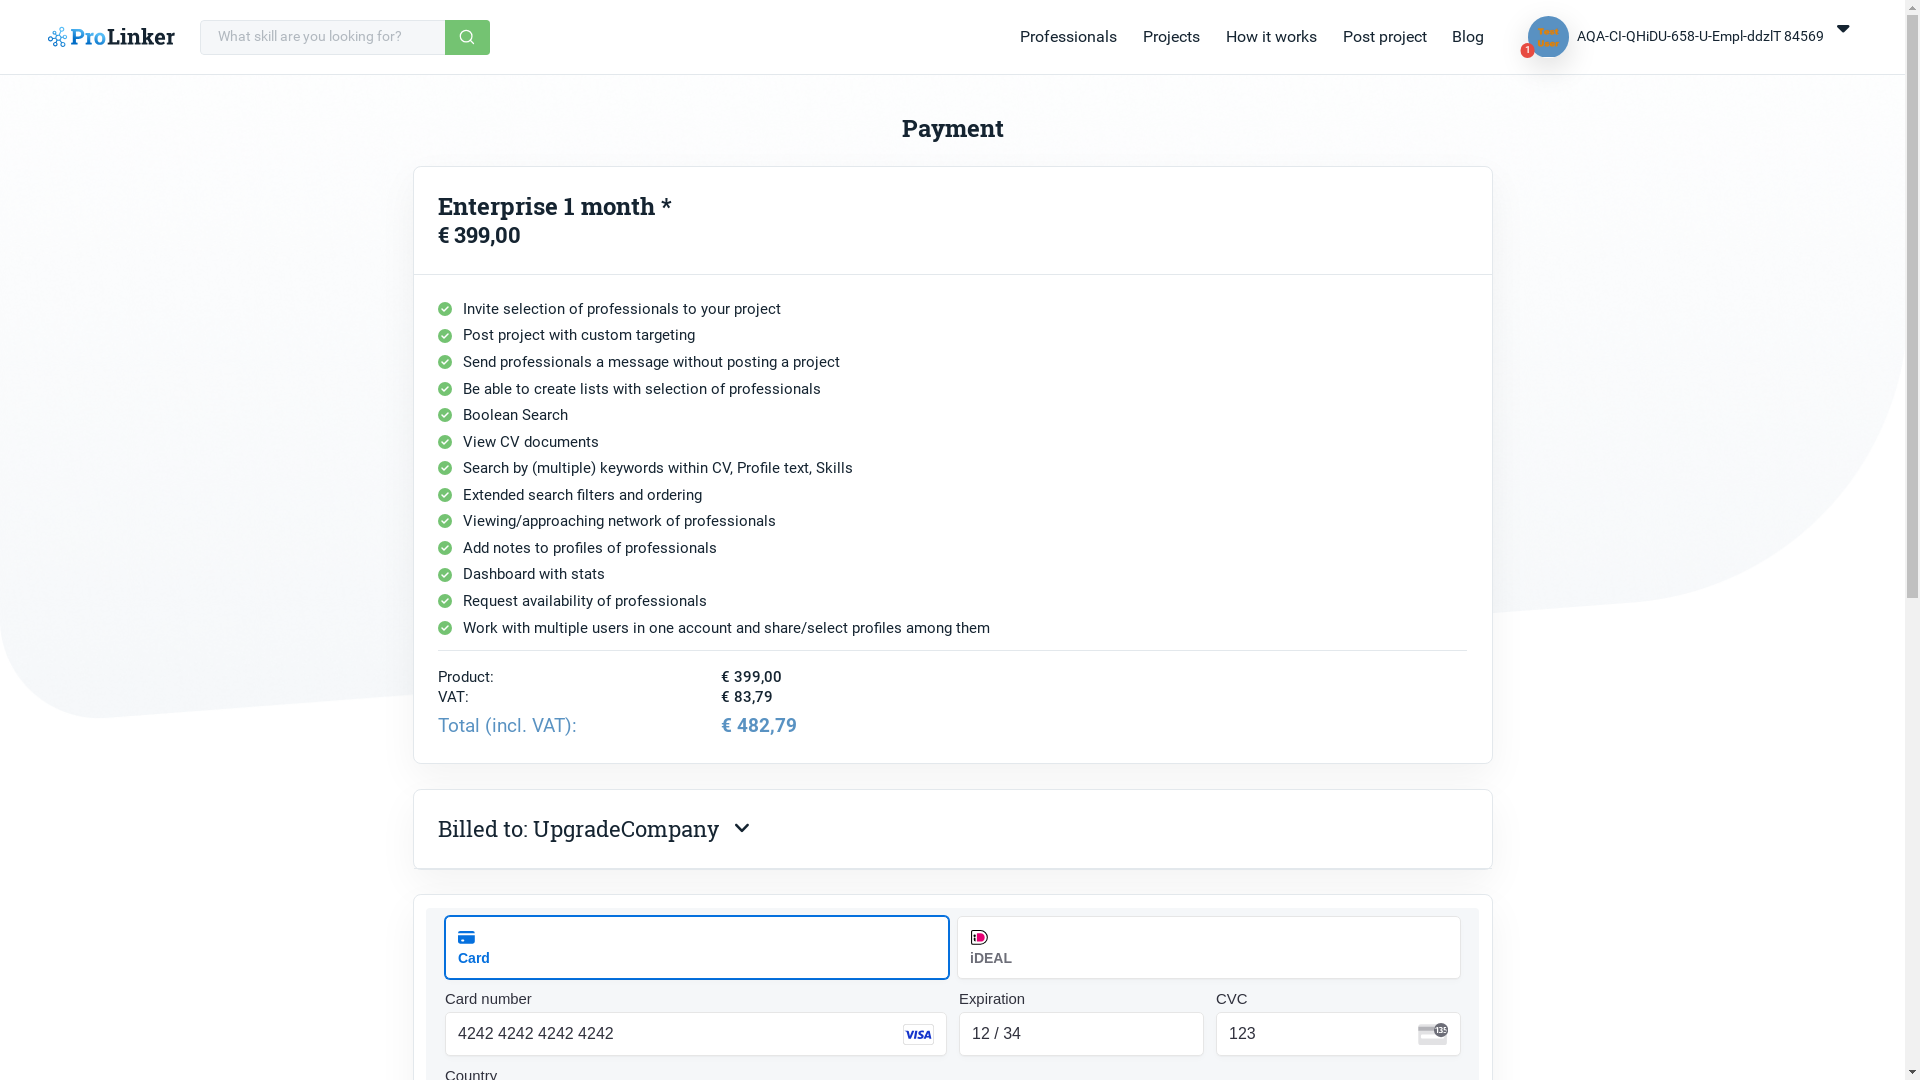 ProLinker
What skill are you looking for?
Professionals
Projects
How it works
Post project
Blog
Test
User
1
AQA-CI-QHiDU-658-U-Empl-ddzlT 84569
Payment
Enterprise 1 month *
€ 399,00
Invite selection of professionals to your project
Post project with custom targeting
Send professionals a message without posting a project
Be able to create lists with selection of professionals
Boolean Search
View CV documents
Search by (multiple) keywords within CV, Profile text, Skills
Extended search filters and ordering
Viewing/approaching network of professionals
Add notes to profiles of professionals
Dashboard with stats
Request availability of professionals
Work with multiple users in one account and share/select profiles among them
Product: € 399,00
VAT: € 83,79
Total (incl. VAT): € 482,79
Billed to: UpgradeCompany
Card
iDEAL
Card number
Expiration
CVC
4242 4242 4242 4242
VISA
12 / 34
123
135
Country